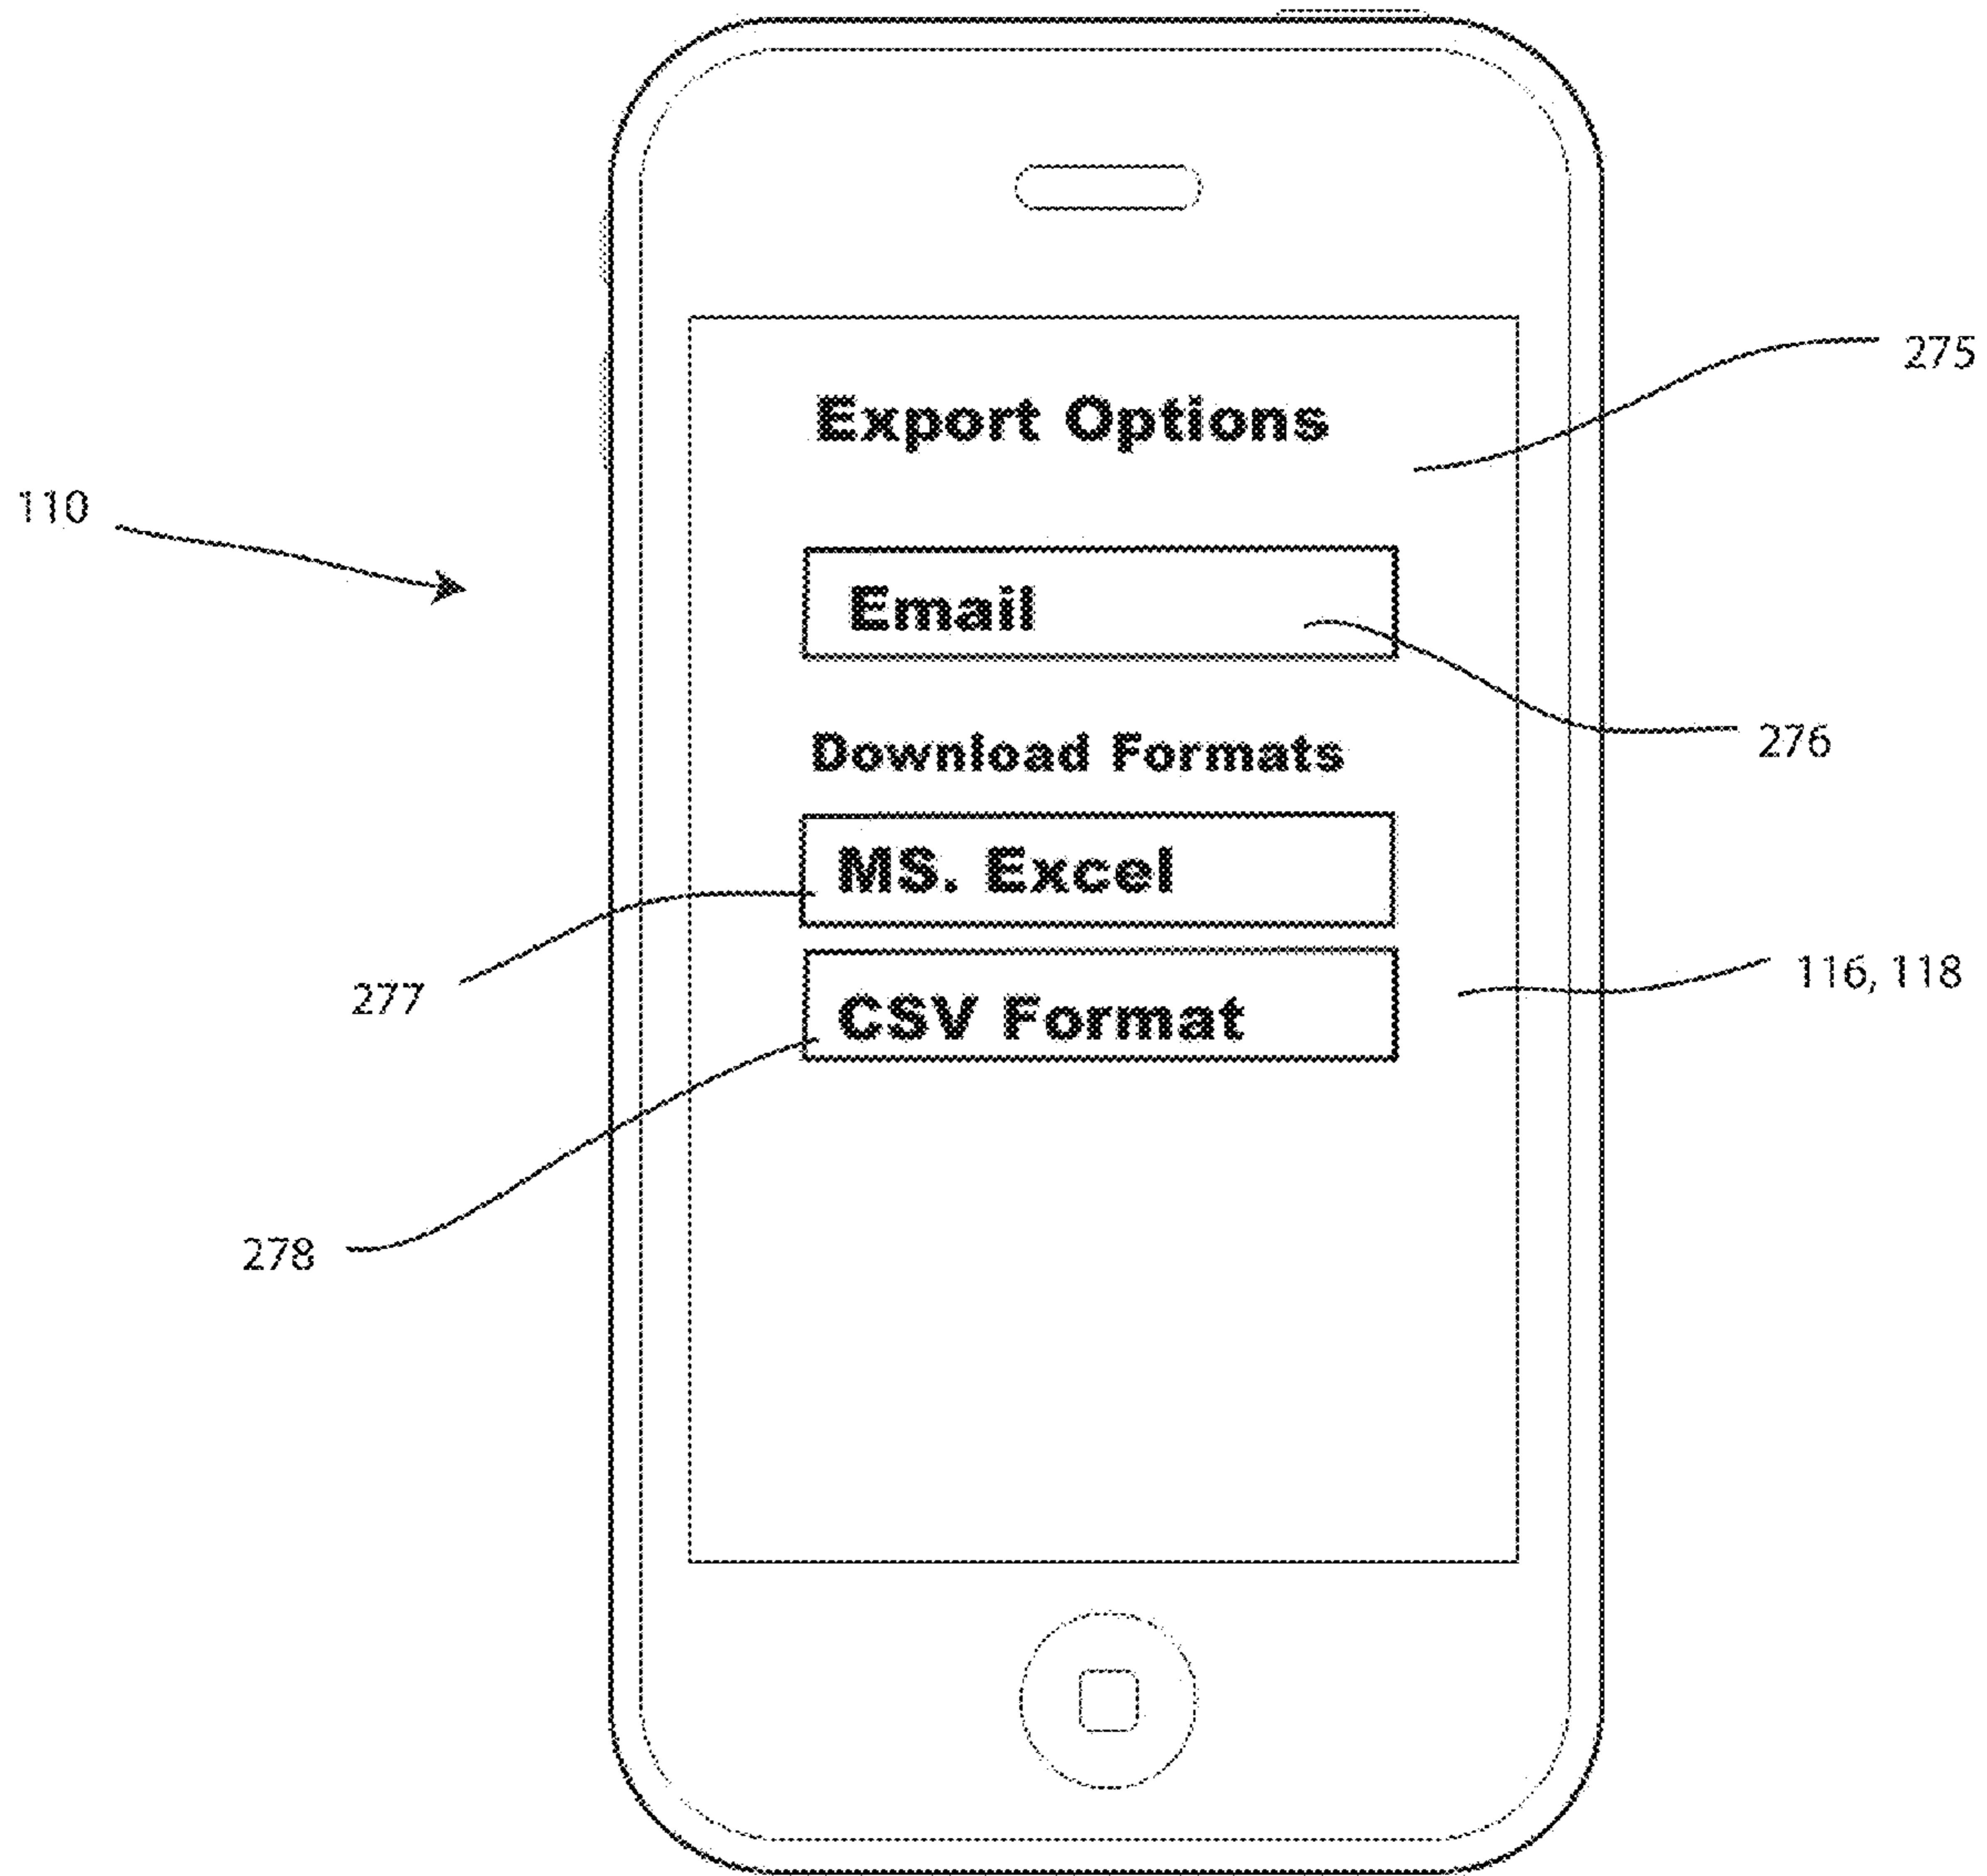 275
Export Options
110
Email
276
Download Formats
MS. Excel
277
116, 118
CSV Format
278